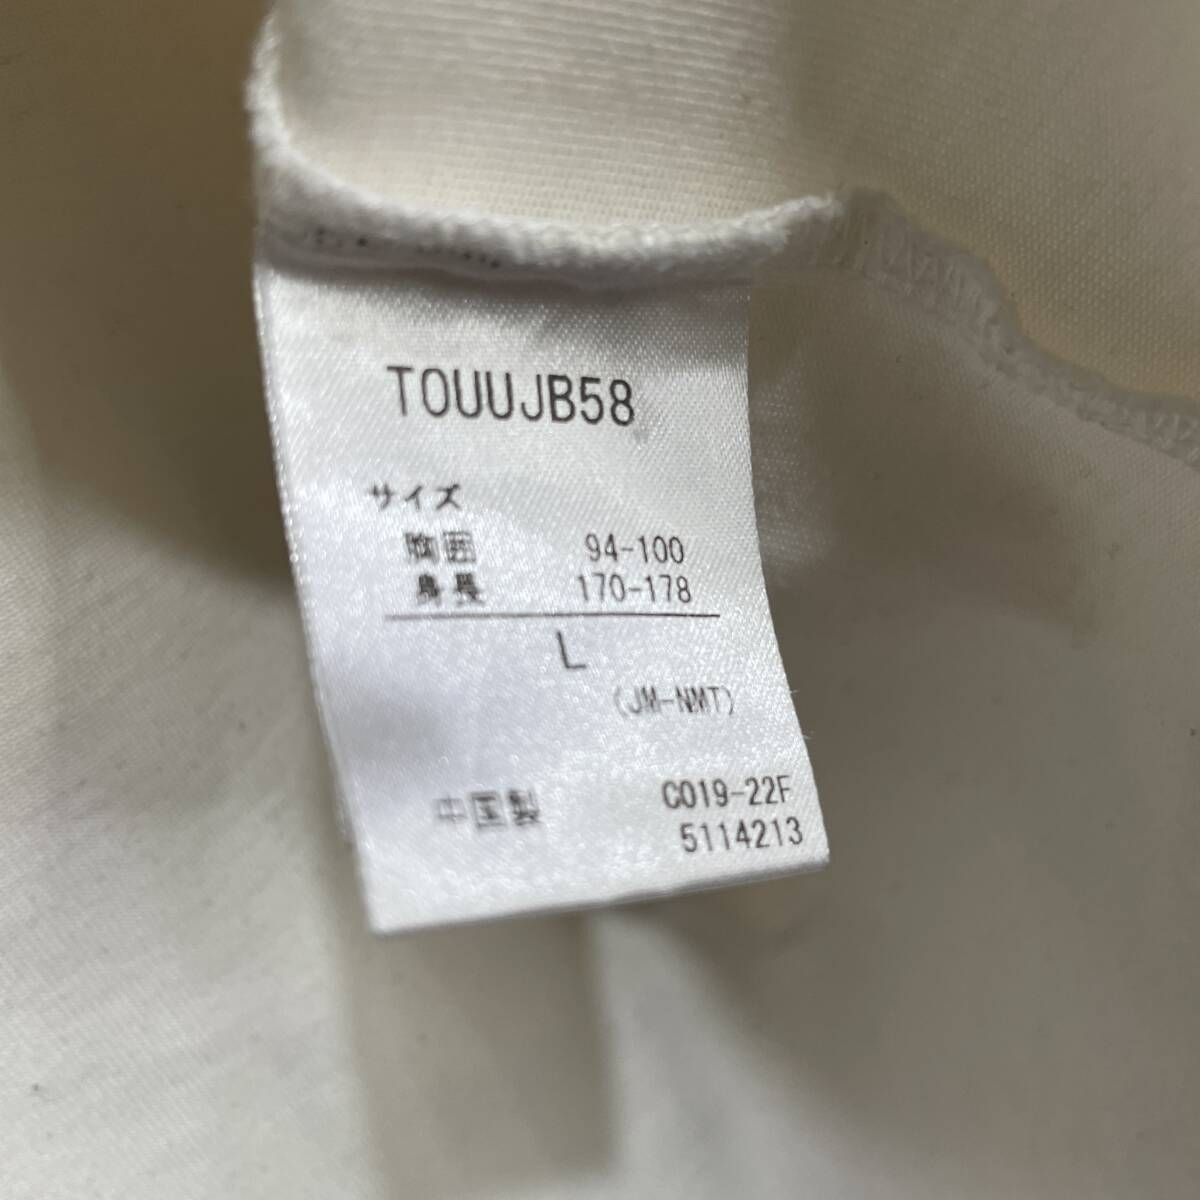 TOUUJB58
サイズ
胸囲 94-100
身長 170-178
L
(JM-NMT)
中国製 C019-22F
5114213